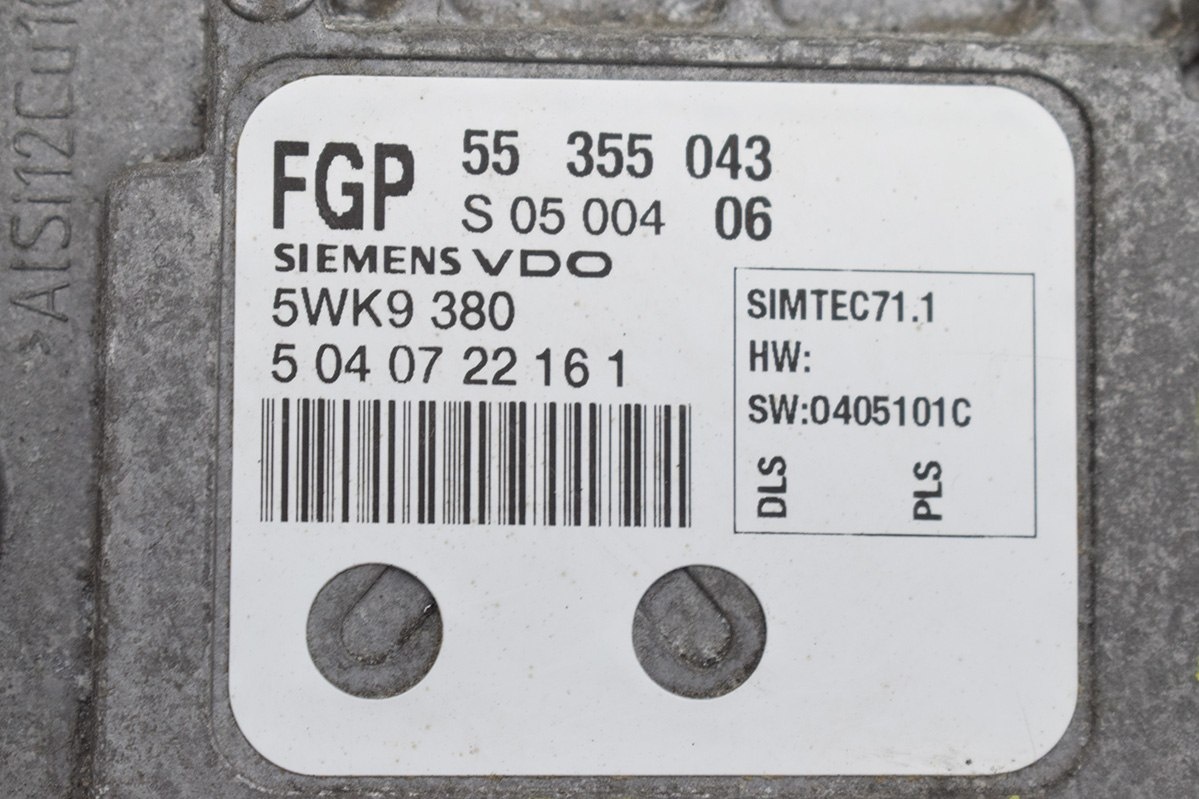 >AlSi12Cu1
FGP 55 355 043
S 05 004 06
SIEMENS VDO
5WK9 380
5 04 07 22 16 1
SIMTEC71.1
HW:
SW:0405101C
DLS PLS